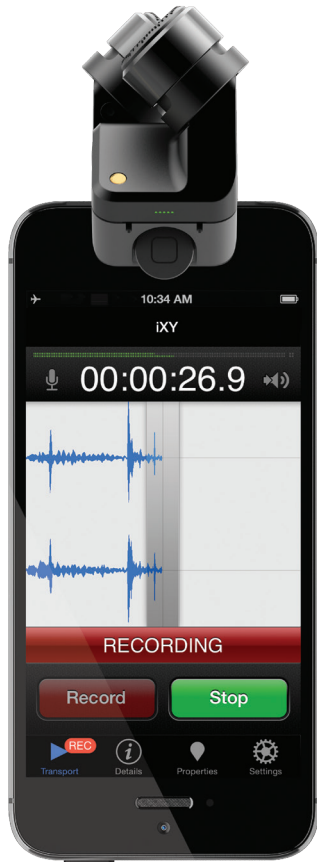 10:34 AM
iXY
00:00:26.9
RECORDING
Record Stop
REC
Transport Details Properties Settings